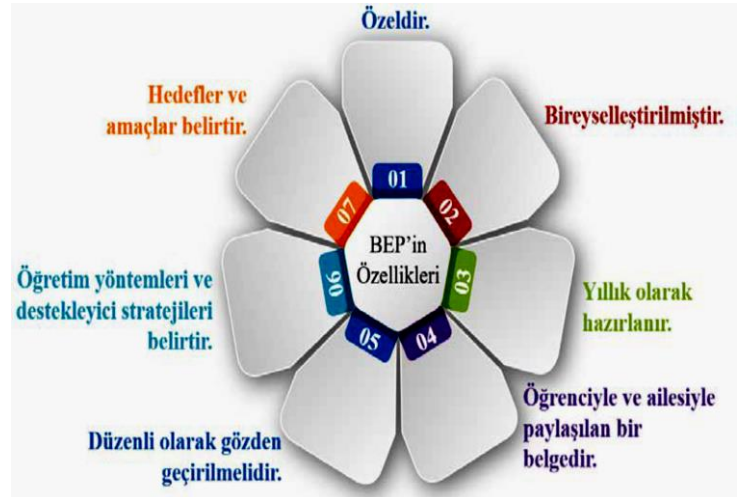 Özeldir.
Bireyselleştirilmiştir.
Yıllık olarak
hazırlanır.
Öğrenciyle ve ailesiyle
paylaşılan bir
belgedir.
Düzenli olarak gözden
geçirilmelidir.
Öğretim yöntemleri ve
destekleyici stratejileri
belirtir.
Hedefler ve
amaçlar belirtir.
01
02
03
04
05
06
07
BEP’in
Özellikleri